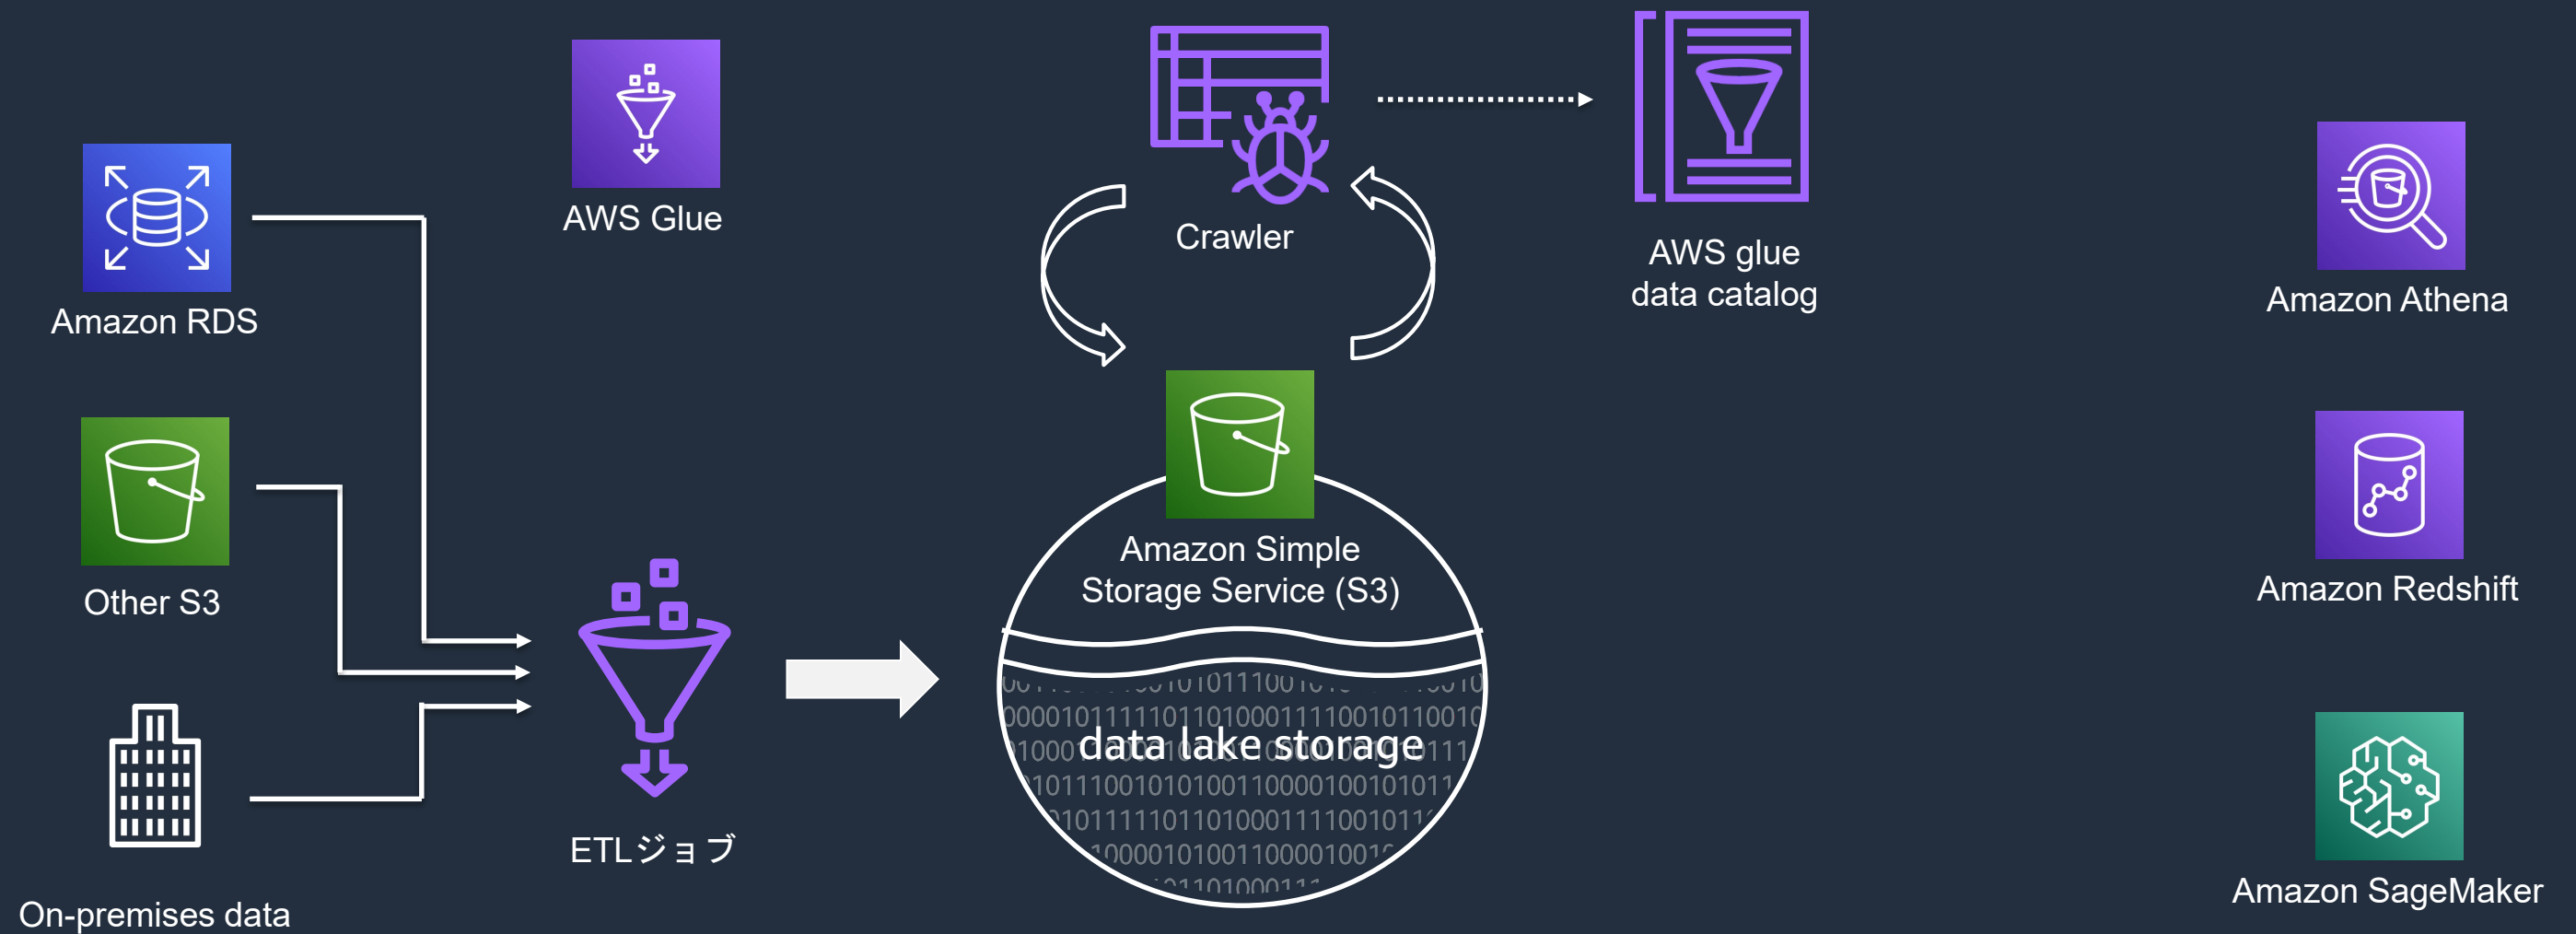 AWS Glue
Amazon RDS
Other S3
On-premises data
ETLジョブ
Crawler
AWS glue
data catalog
Amazon Simple
Storage Service (S3)
data lake storage
Amazon Athena
Amazon Redshift
Amazon SageMaker